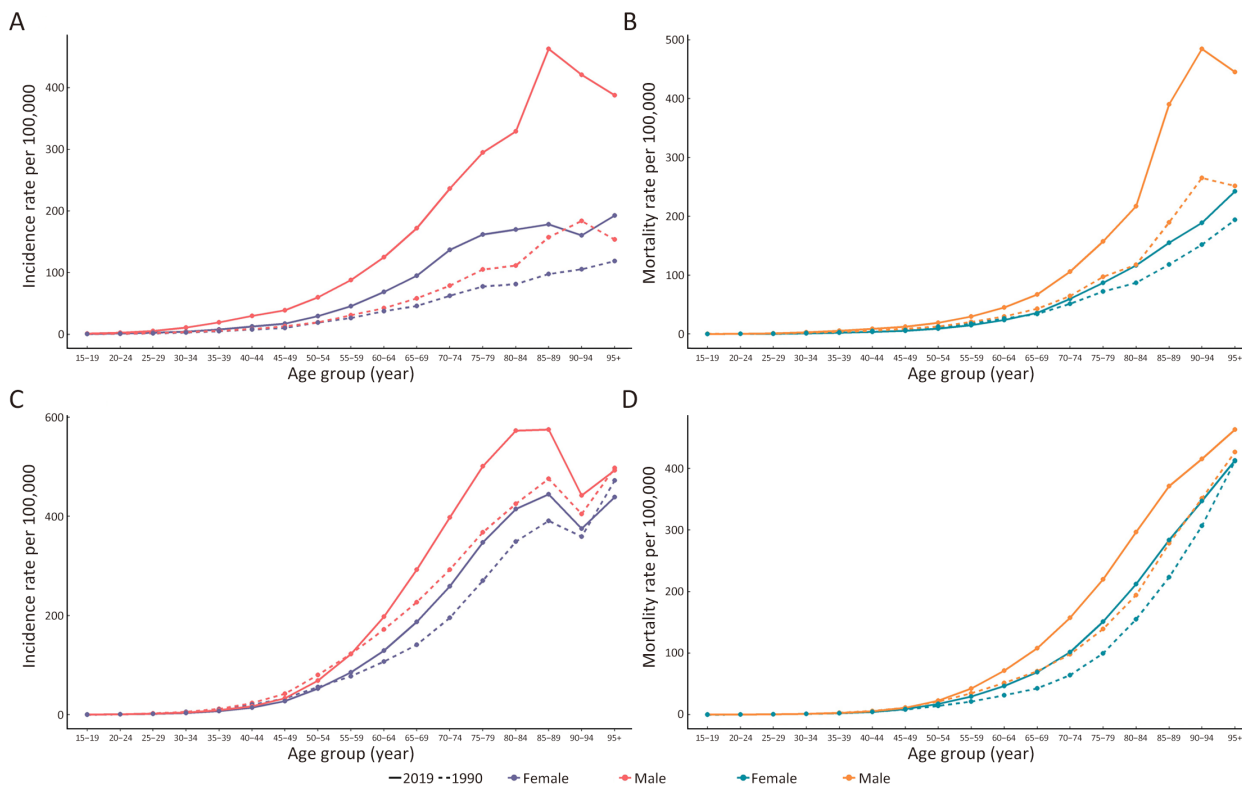 A
Incidence rate per 100,000
400
300
200
100
0
15−19 20−24 25−29 30−34 35−39 40−44 45−49 50−54 55−59 60−64 65−69 70−74 75−79 80−84 85−89 90−94 95+
Age group (year)
B
Mortality rate per 100,000
500
400
300
200
100
0
15−19 20−24 25−29 30−34 35−39 40−44 45−49 50−54 55−59 60−64 65−69 70−74 75−79 80−84 85−89 90−94 95+
Age group (year)
C
Incidence rate per 100,000
600
400
200
0
15−19 20−24 25−29 30−34 35−39 40−44 45−49 50−54 55−59 60−64 65−69 70−74 75−79 80−84 85−89 90−94 95+
Age group (year)
D
Mortality rate per 100,000
400
300
200
100
0
15−19 20−24 25−29 30−34 35−39 40−44 45−49 50−54 55−59 60−64 65−69 70−74 75−79 80−84 85−89 90−94 95+
Age group (year)
2019 1990 Female Male Female Male